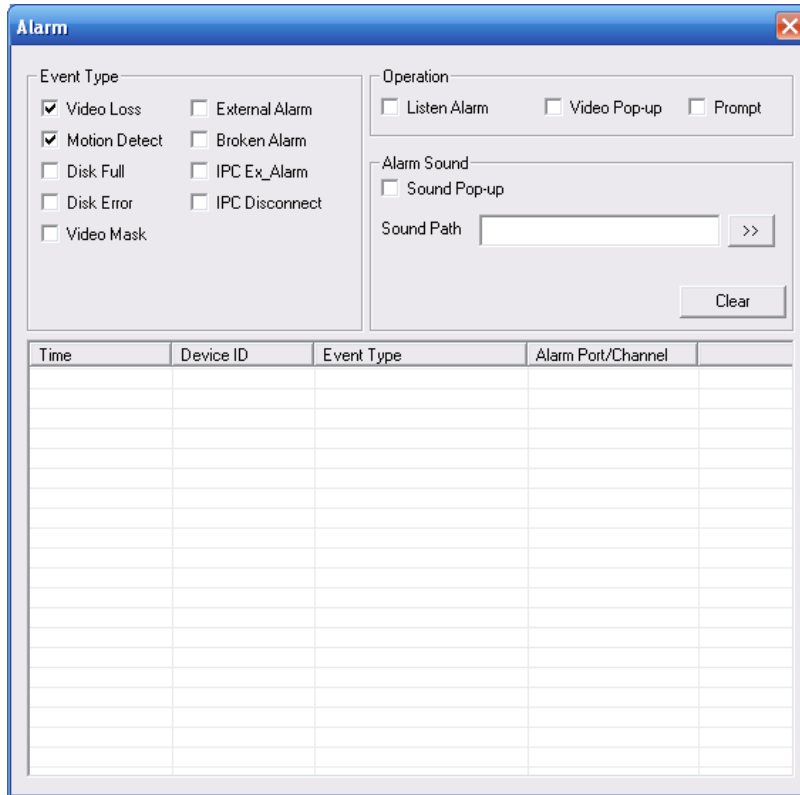 Alarm
Event Type
Video Loss
External Alarm
Motion Detect
Broken Alarm
Disk Full
IPC Ex_Alarm
Disk Error
IPC Disconnect
Video Mask
Operation
Listen Alarm
Video Pop-up
Prompt
Alarm Sound
Sound Pop-up
Sound Path
>>
Clear
Time
Device ID
Event Type
Alarm Port/Channel